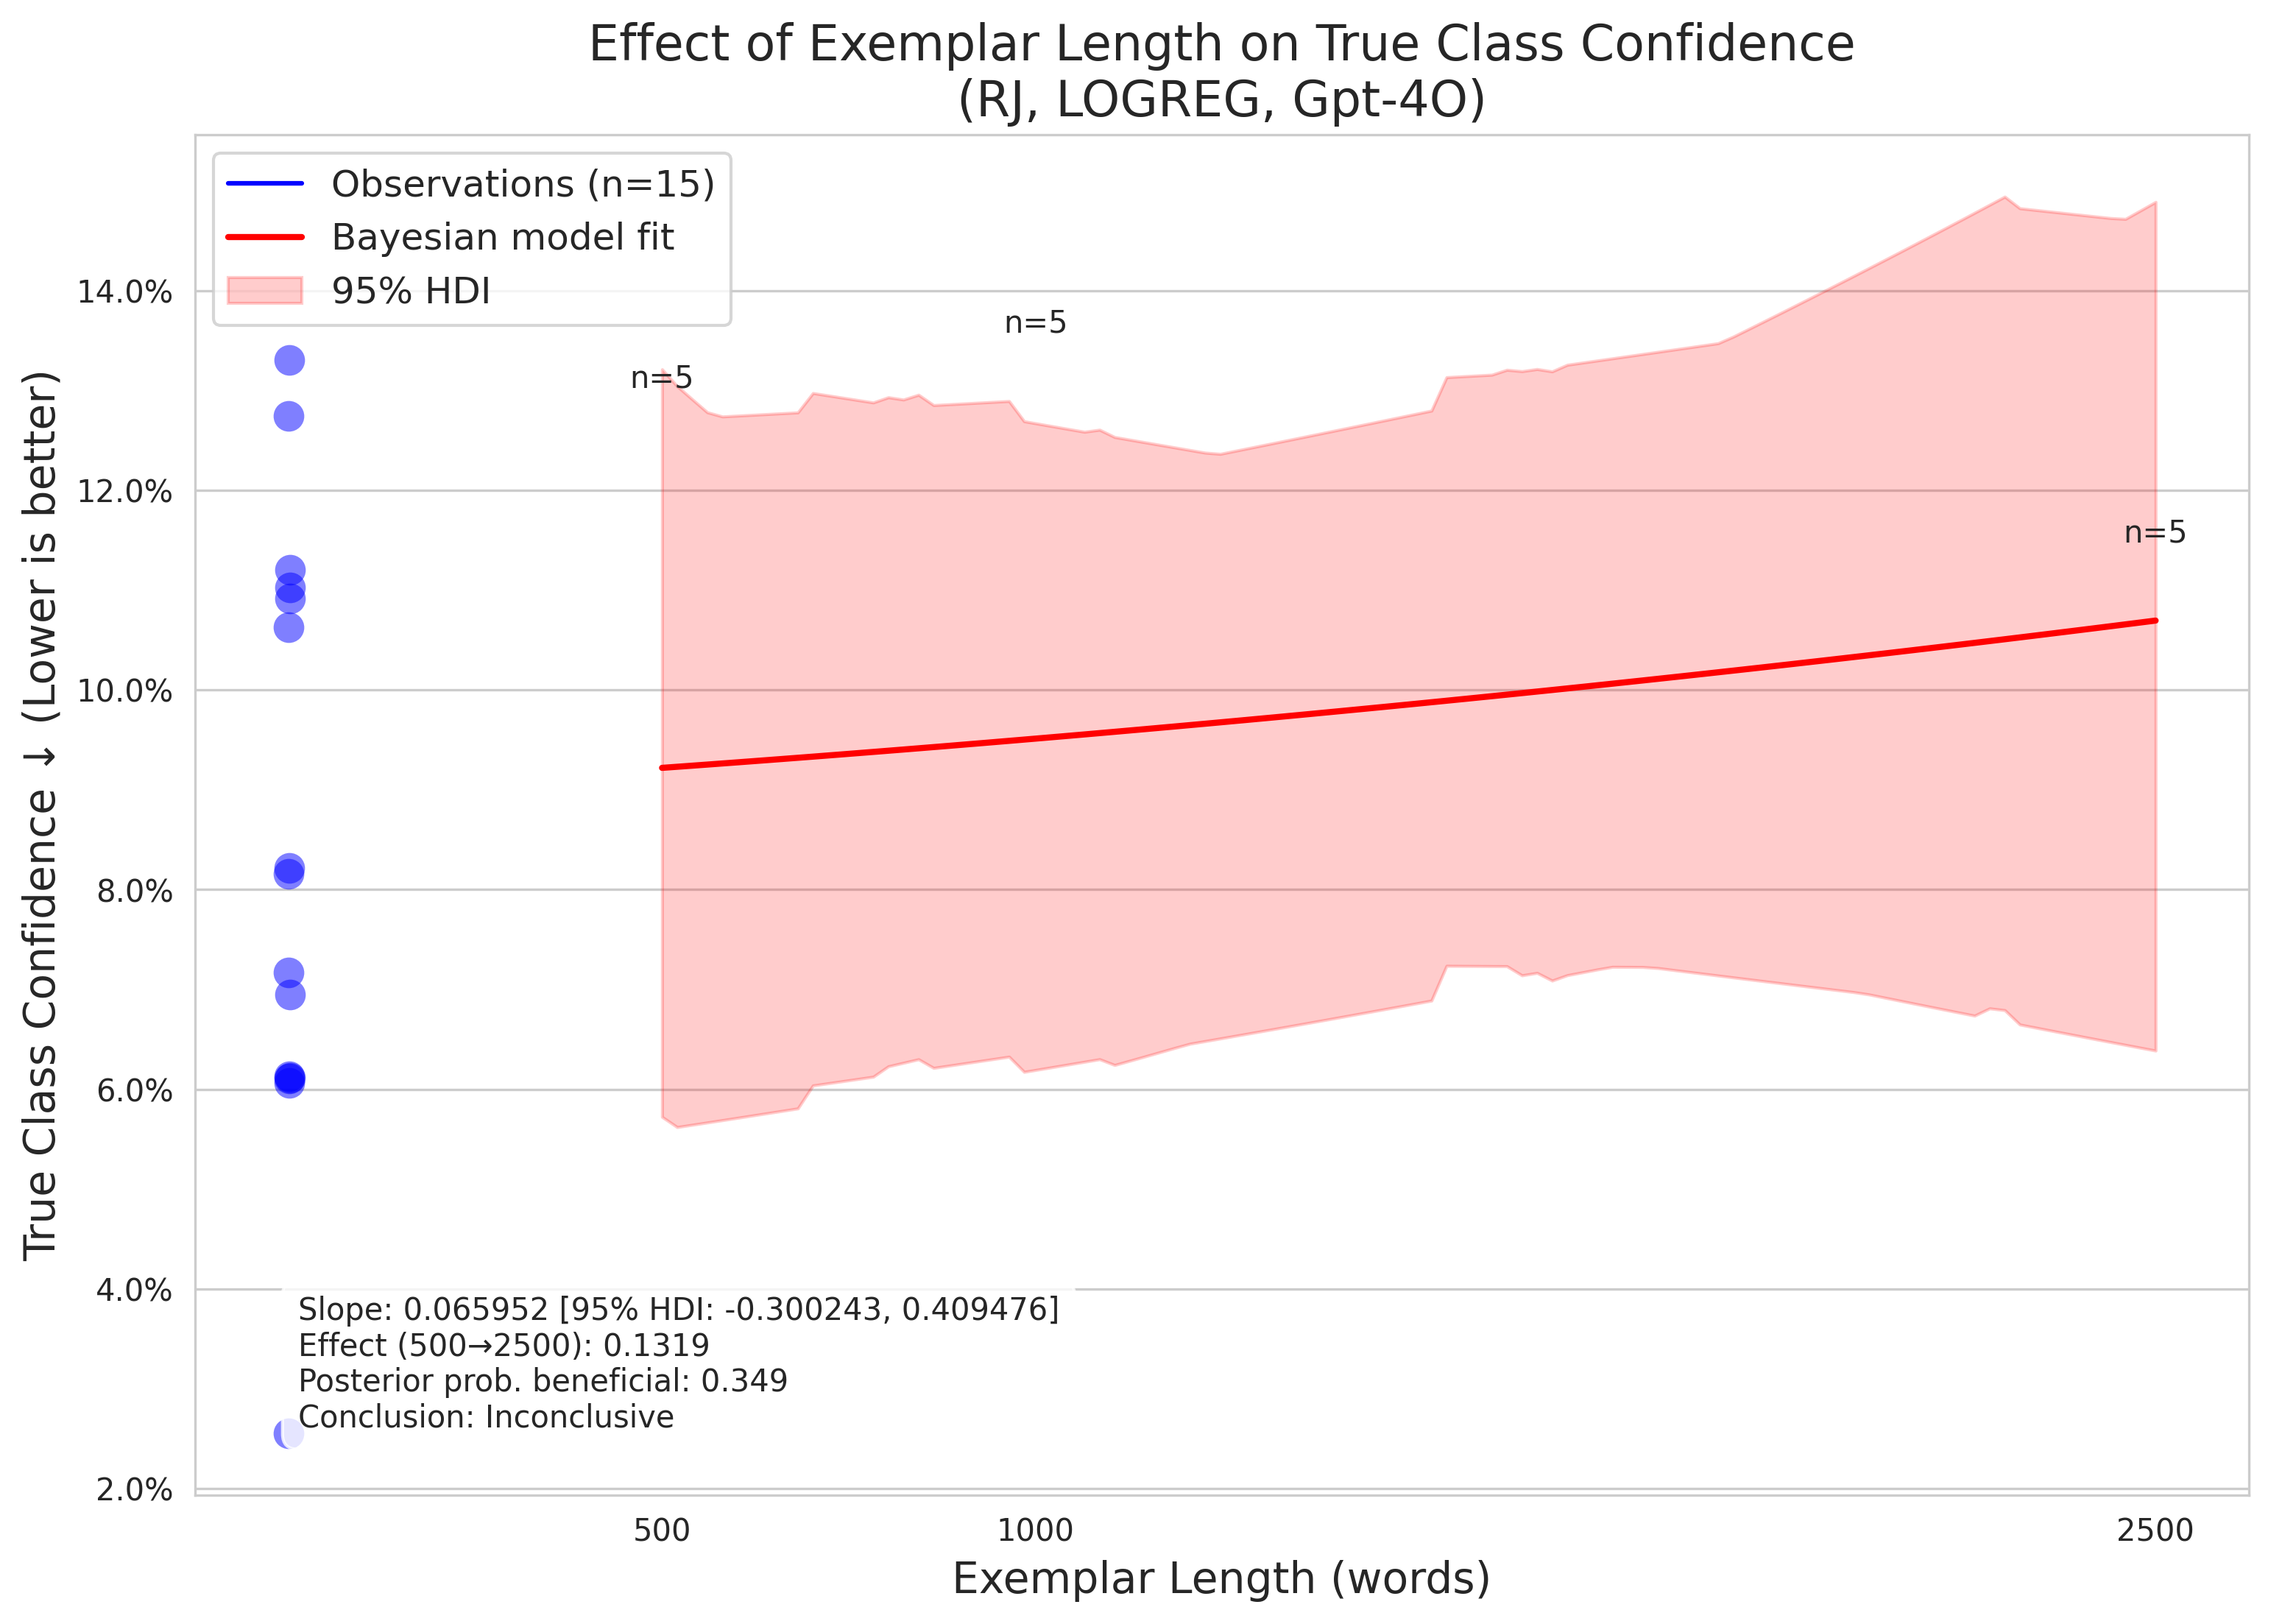 Effect of Exemplar Length on True Class Confidence
(RJ, LOGREG, Gpt-4O)
Observations (n=15)
Bayesian model fit
95% HDI
n=5
n=5
n=5
True Class Confidence ↓ (Lower is better)
14.0%
12.0%
10.0%
8.0%
6.0%
4.0%
2.0%
Slope: 0.065952 [95% HDI: -0.300243, 0.409476]
Effect (500→2500): 0.1319
Posterior prob. beneficial: 0.349
Conclusion: Inconclusive
500 1000 2500
Exemplar Length (words)